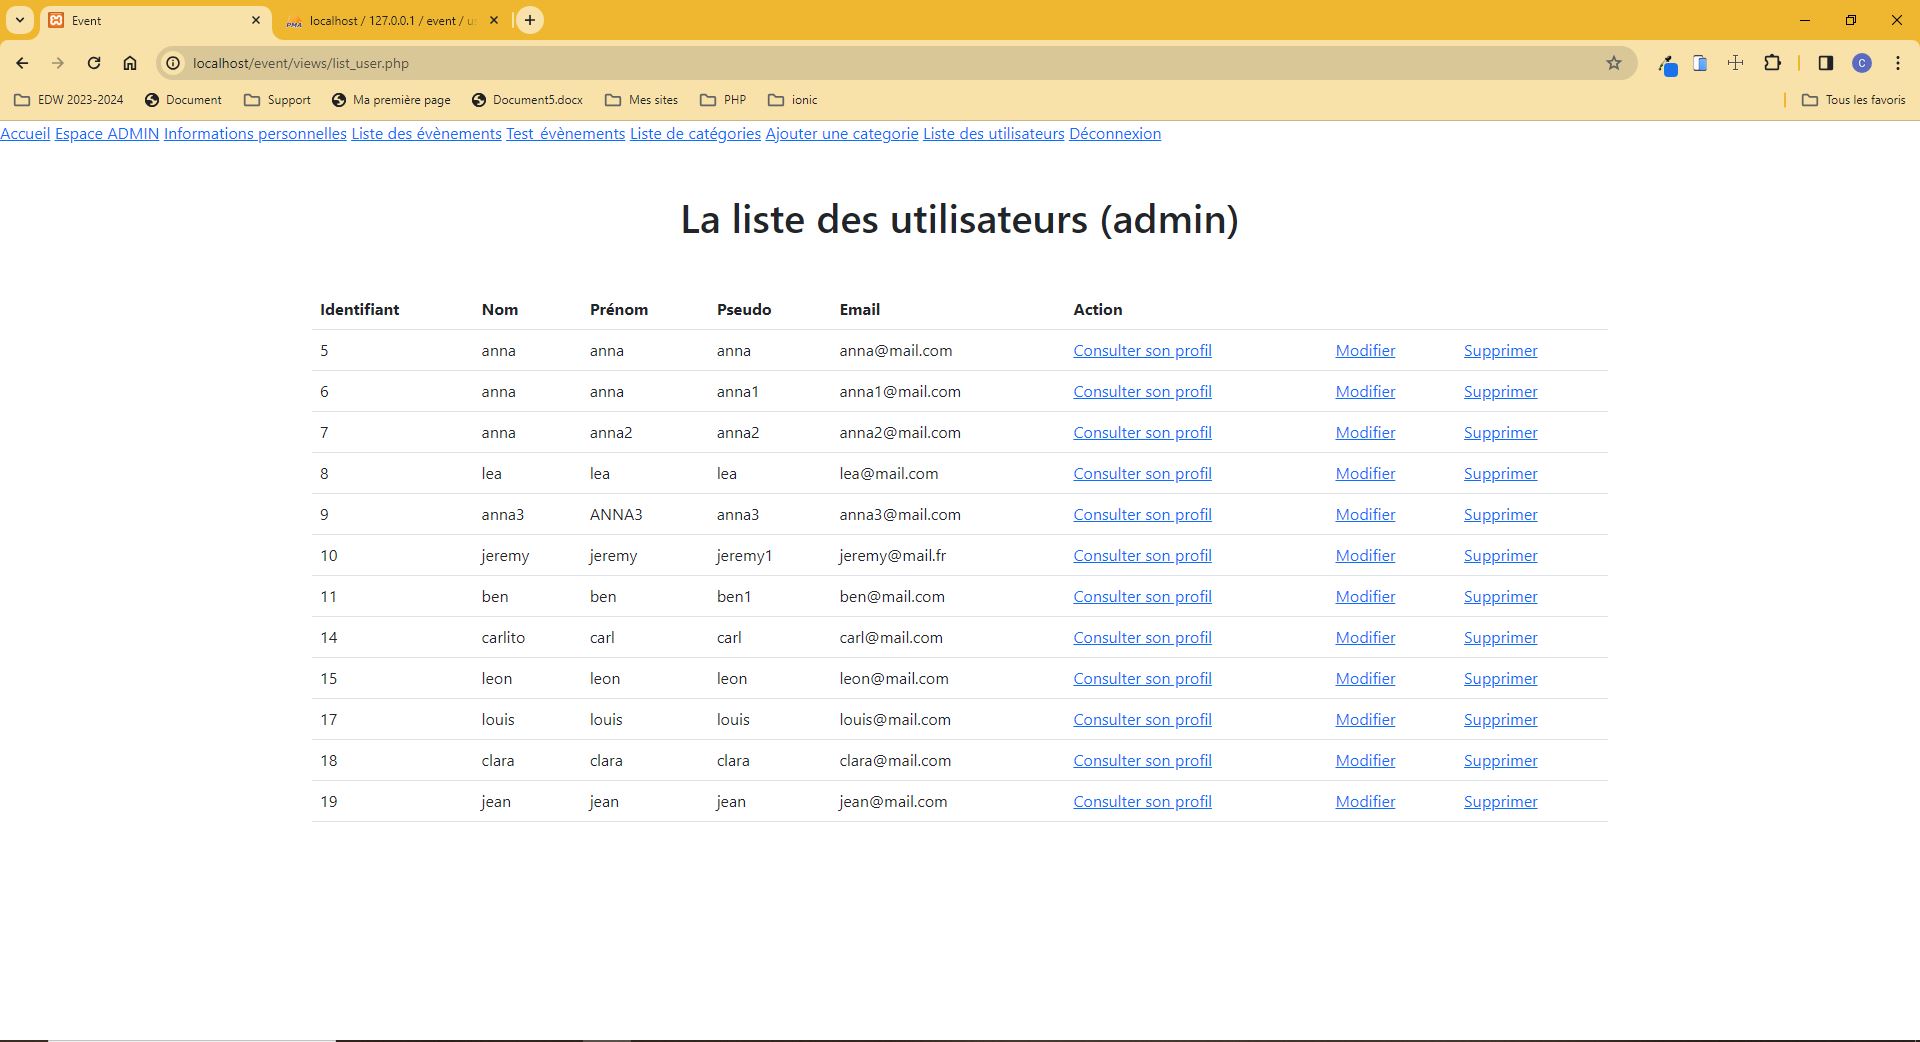 Event
localhost / 127.0.0.1 / event / u
localhost/event/views/list_user.php
C
EDW 2023-2024 Document Support Ma première page Document5.docx Mes sites PHP ionic Tous les favoris
Accueil Espace ADMIN Informations personnelles Liste des évènements Test évènements Liste de catégories Ajouter une categorie Liste des utilisateurs Déconnexion
La liste des utilisateurs (admin)
Identifiant Nom Prénom Pseudo Email Action
5 anna anna anna anna@mail.com Consulter son profil Modifier Supprimer
6 anna anna anna1 anna1@mail.com Consulter son profil Modifier Supprimer
7 anna anna2 anna2 anna2@mail.com Consulter son profil Modifier Supprimer
8 lea lea lea lea@mail.com Consulter son profil Modifier Supprimer
9 anna3 ANNA3 anna3 anna3@mail.com Consulter son profil Modifier Supprimer
10 jeremy jeremy jeremy1 jeremy@mail.fr Consulter son profil Modifier Supprimer
11 ben ben ben1 ben@mail.com Consulter son profil Modifier Supprimer
14 carlito carl carl carl@mail.com Consulter son profil Modifier Supprimer
15 leon leon leon leon@mail.com Consulter son profil Modifier Supprimer
17 louis louis louis louis@mail.com Consulter son profil Modifier Supprimer
18 clara clara clara clara@mail.com Consulter son profil Modifier Supprimer
19 jean jean jean jean@mail.com Consulter son profil Modifier Supprimer